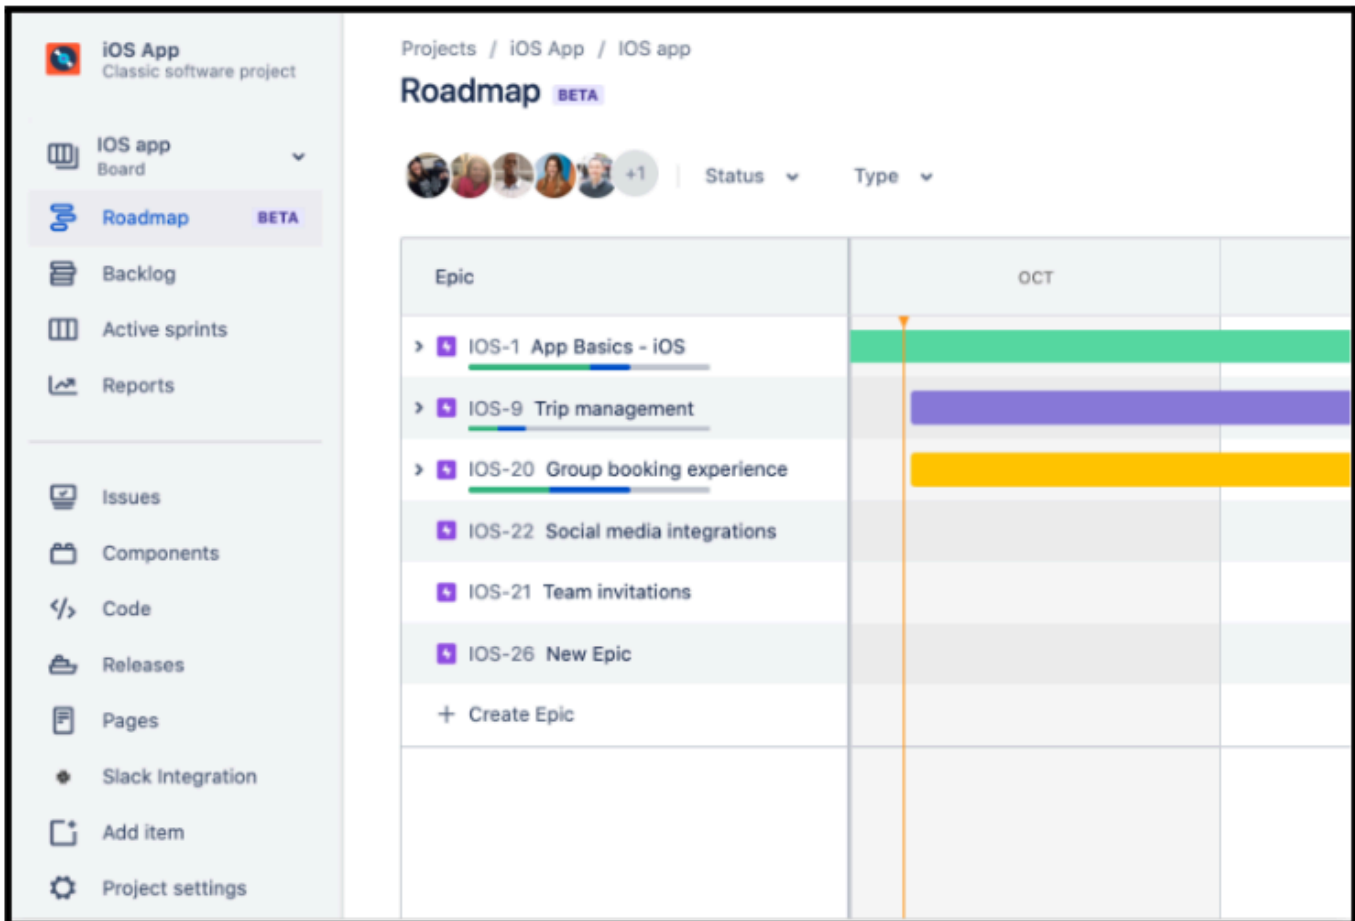 iOS App
Classic software project
IOS app
Board
Roadmap BETA
Backlog
Active sprints
Reports
Issues
Components
Code
Releases
Pages
Slack Integration
Add item
Project settings
Projects / iOS App / IOS app
Roadmap BETA
+1 Status Type
Epic OCT
IOS-1 App Basics - iOS
IOS-9 Trip management
IOS-20 Group booking experience
IOS-22 Social media integrations
IOS-21 Team invitations
IOS-26 New Epic
+ Create Epic